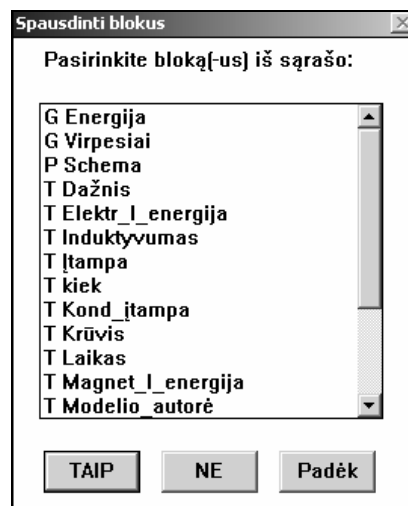 Spausdinti blokus
Pasirinkite bloką(-us) iš sąrašo:
G Energija
G Virpesiai
P Schema
T Dažnis
T Elektr_l_energija
T Induktyvumas
T Įtampa
T kiek
T Kond_įtampa
T Krūvis
T Laikas
T Magnet_l_energija
T Modelio_autorė
TAIP NE Padėk